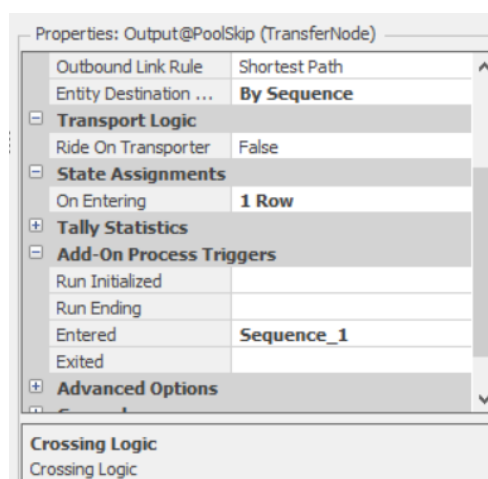 Properties: Output@PoolSkip (TransferNode)
Outbound Link Rule Shortest Path
Entity Destination ... By Sequence
Transport Logic
Ride On Transporter False
State Assignments
On Entering 1 Row
Tally Statistics
Add-On Process Triggers
Run Initialized
Run Ending
Entered Sequence_1
Exited
Advanced Options
Crossing Logic
Crossing Logic